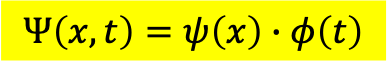 Ψ(x, t) = ψ(x) · ϕ(t)